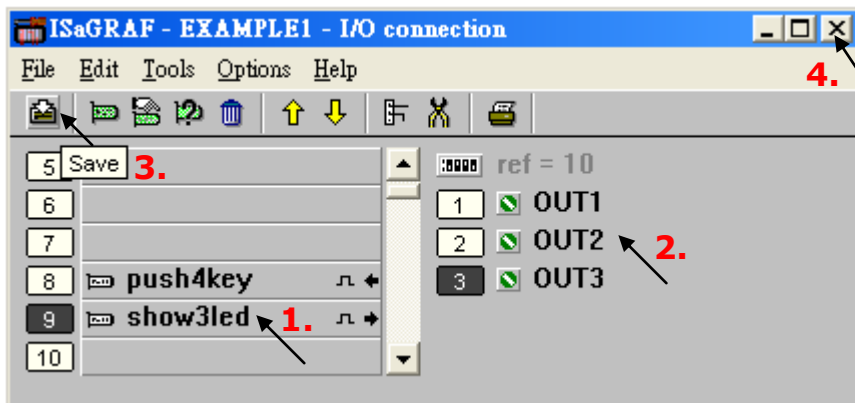 ISaGRAF - EXAMPLE1 - I/O connection
File Edit Tools Options Help
4.
Save
3.
5
6
7
8 push4key
9 show3led
1.
10
ref = 10
1 OUT1
2 OUT2
2.
3 OUT3